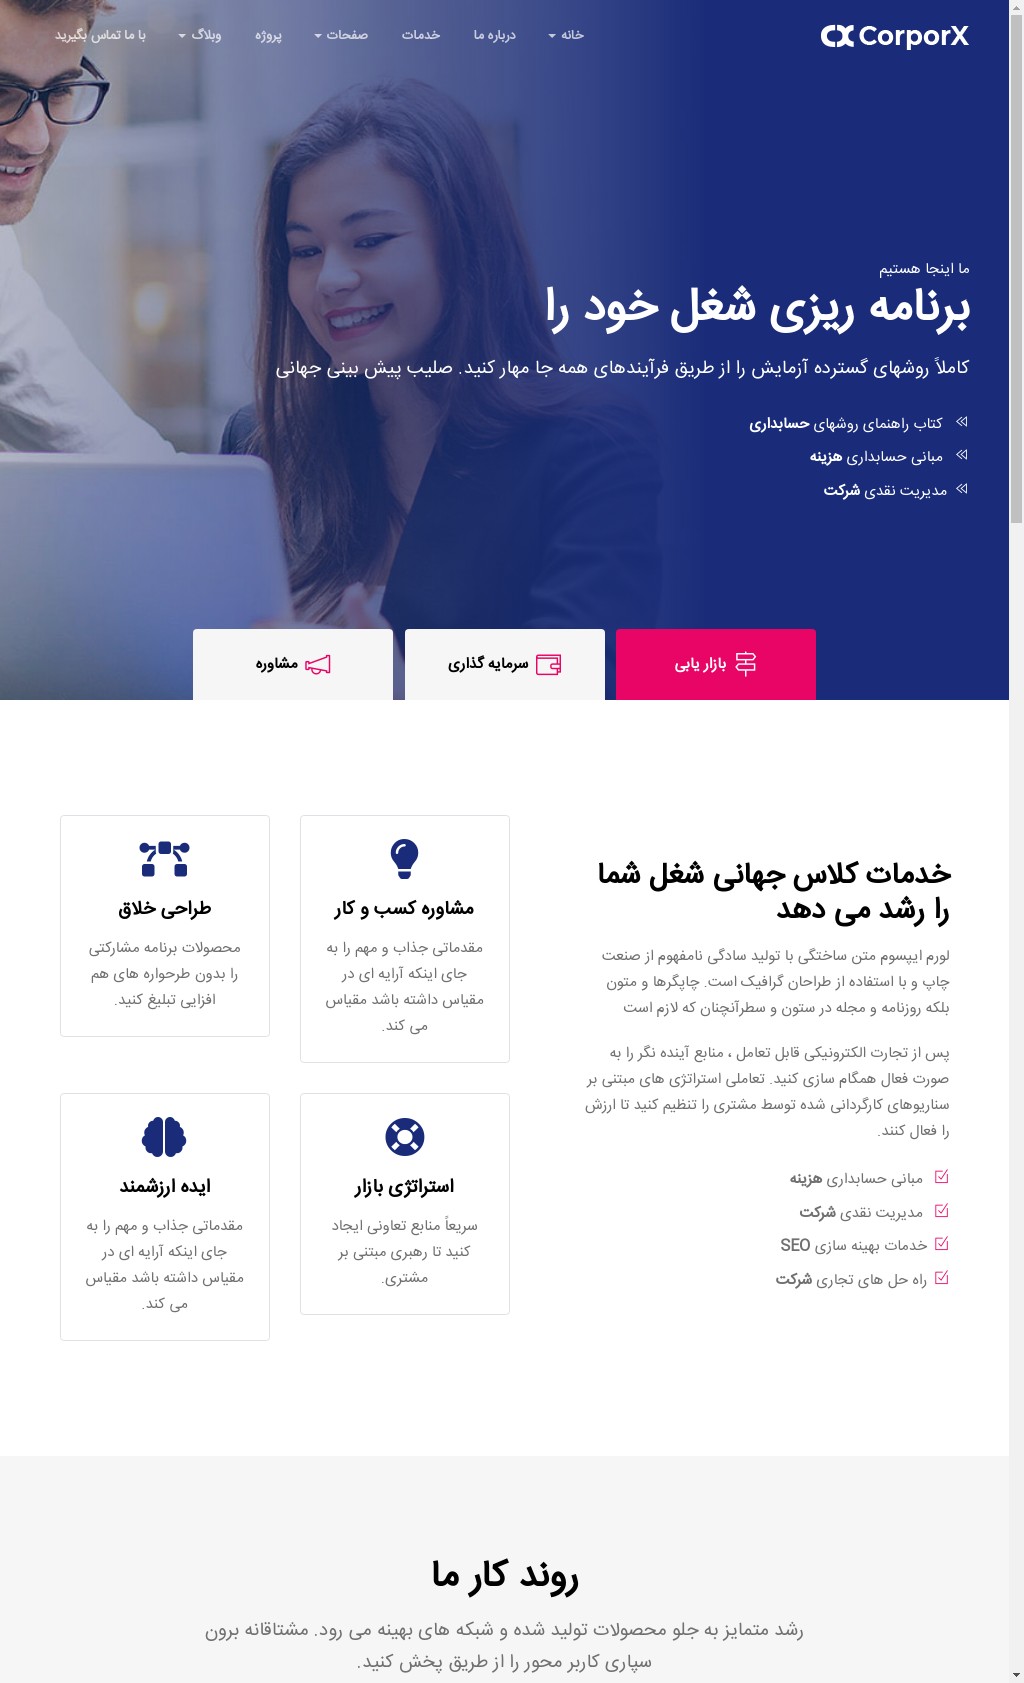 CorporX
خانه
درباره ما
خدمات
صفحات
پروژه
وبلاگ
با ما تماس بگیرید
ما اینجا هستیم
برنامه ریزی شغل خود را
کاملاً روشهای گسترده آزمایش را از طریق فرآیندهای همه جا مهار کنید. صلیب پیش بینی جهانی
کتاب راهنمای روشهای حسابداری
مبانی حسابداری هزینه
مدیریت نقدی شرکت
بازار یابی
سرمایه گذاری
مشاوره
خدمات کلاس جهانی شغل شما
را رشد می دهد
لورم ایپسوم متن ساختگی با تولید سادگی نامفهوم از صنعت
چاپ و با استفاده از طراحان گرافیک است. چاپگرها و متون
بلکه روزنامه و مجله در ستون و سطرآنچنان که لازم است
پس از تجارت الکترونیکی قابل تعامل ، منابع آینده نگر را به
صورت فعال همگام سازی کنید. تعاملی استراتژی های مبتنی بر
سناریوهای کارگردانی شده توسط مشتری را تنظیم کنید تا ارزش
را فعال کنند.
مبانی حسابداری هزینه
مدیریت نقدی شرکت
خدمات بهینه سازی SEO
راه حل های تجاری شرکت
مشاوره کسب و کار
مقدماتی جذاب و مهم را به
جای اینکه آرایه ای در
مقیاس داشته باشد مقیاس
می کند.
طراحی خلاق
محصولات برنامه مشارکتی
را بدون طرحواره های هم
افزایی تبلیغ کنید.
استراتژی بازار
سریعاً منابع تعاونی ایجاد
کنید تا رهبری مبتنی بر
مشتری.
ایده ارزشمند
مقدماتی جذاب و مهم را به
جای اینکه آرایه ای در
مقیاس داشته باشد مقیاس
می کند.
روند کار ما
رشد متمایز به جلو محصولات تولید شده و شبکه های بهینه می رود. مشتاقانه برون
سپاری کاربر محور را از طریق پخش کنید.